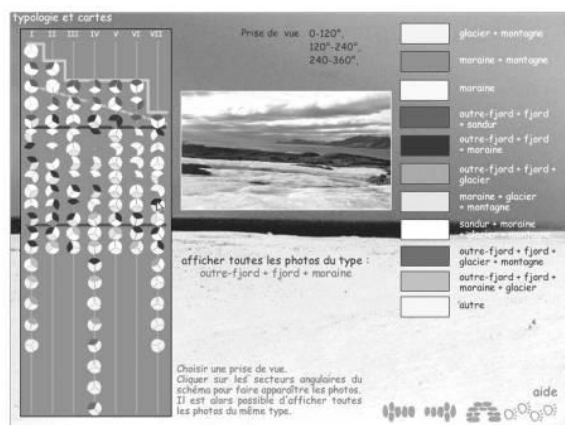 typologie et cartes
I II III IV V VI VII
Prise de vue 0-120°,
120°-240°,
240-360°,
glacier + montagne
moraine + montagne
moraine
outre-fjord + fjord
+ sandur
outre-fjord + fjord
+ moraine
outre-fjord + fjord +
glacier
moraine + glacier
+ montagne
sandur + moraine
outre-fjord + fjord +
glacier + montagne
outre-fjord + fjord +
moraine + glacier
autre
afficher toutes les photos du type :
outre-fjord + fjord + moraine
Choisir une prise de vue.
Cliquer sur les secteurs angulaires du
schéma pour faire apparaître les photos.
Il est alors possible d'afficher toutes
les photos du même type.
aide